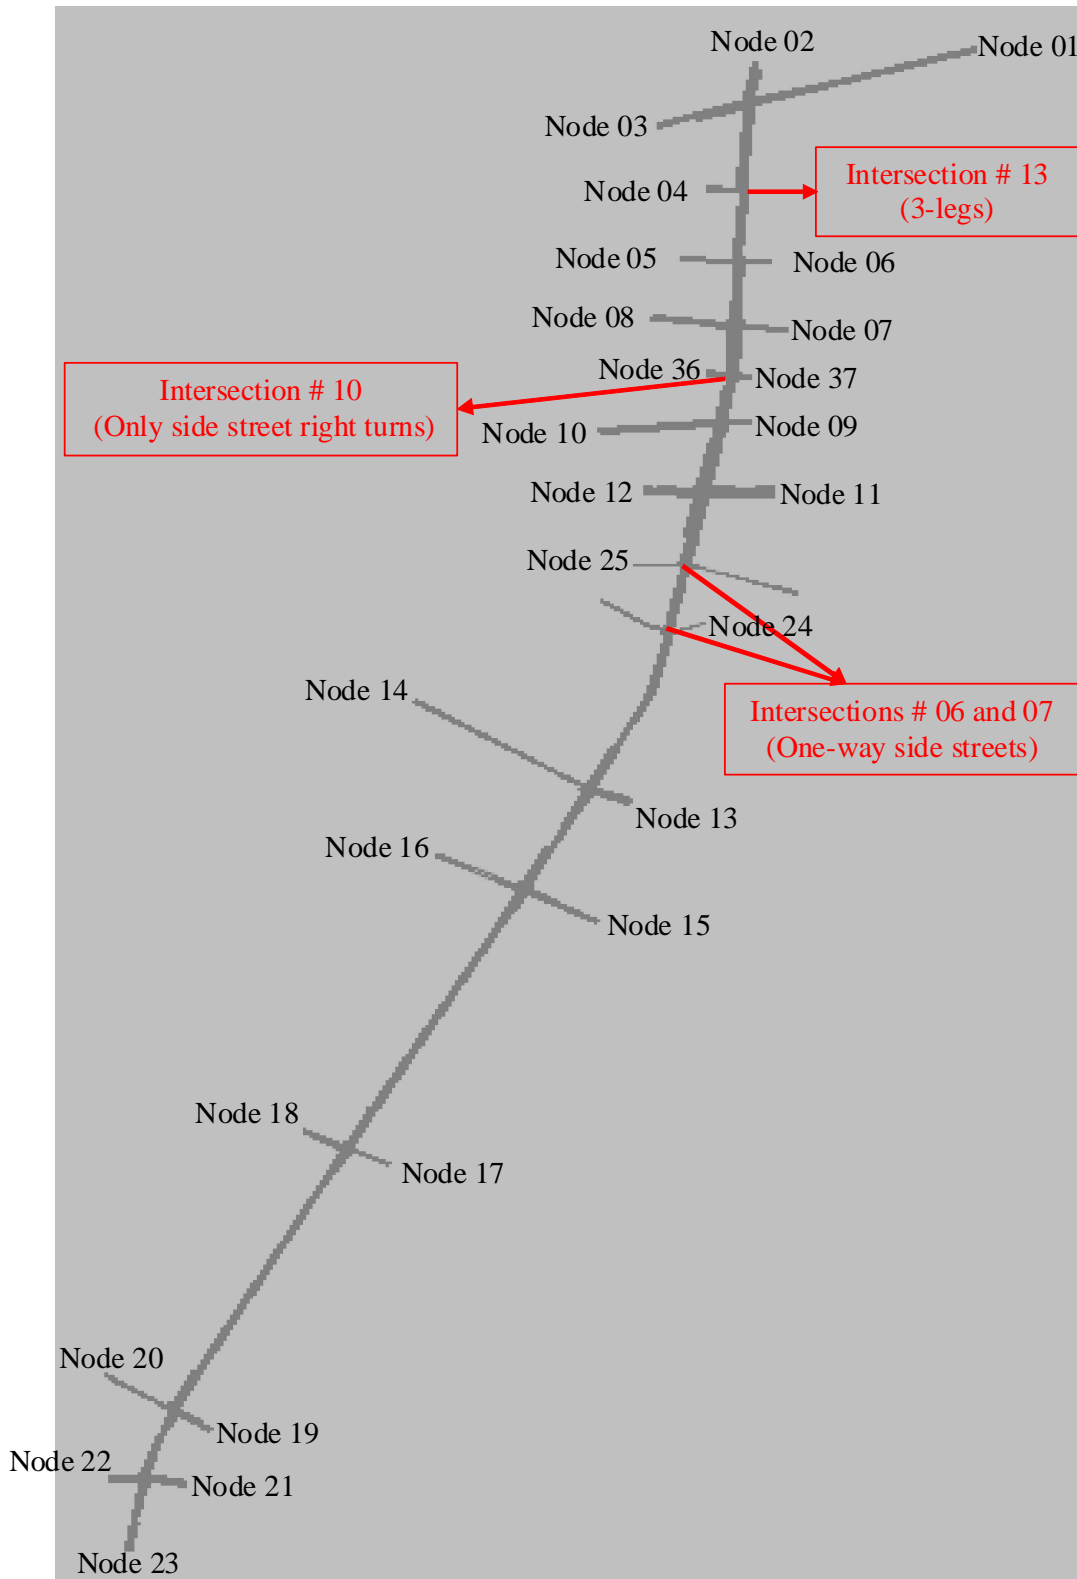 Node 02
Node 01
Node 03
Intersection # 13
(3-legs)
Node 04
Node 05
Node 06
Node 08
Node 07
Node 36
Node 37
Intersection # 10
(Only side street right turns)
Node 10
Node 09
Node 12
Node 11
Node 25
Node 24
Node 14
Intersections # 06 and 07
(One-way side streets)
Node 13
Node 16
Node 15
Node 18
Node 17
Node 20
Node 19
Node 22
Node 21
Node 23